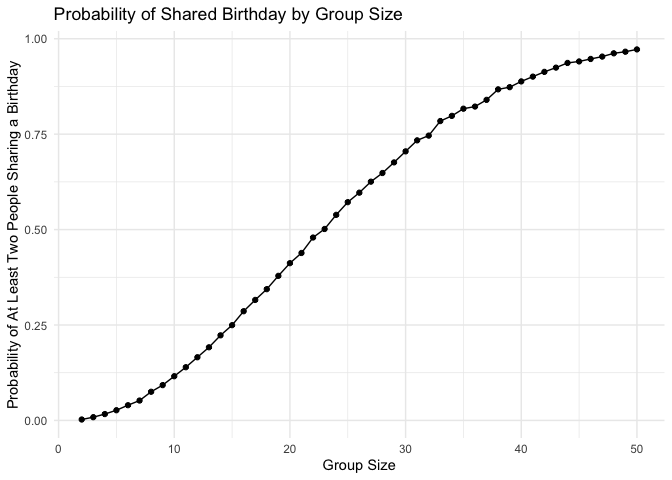 Probability of Shared Birthday by Group Size
Probability of At Least Two People Sharing a Birthday
1.00
0.75
0.50
0.25
0.00
0 10 20 30 40 50
Group Size